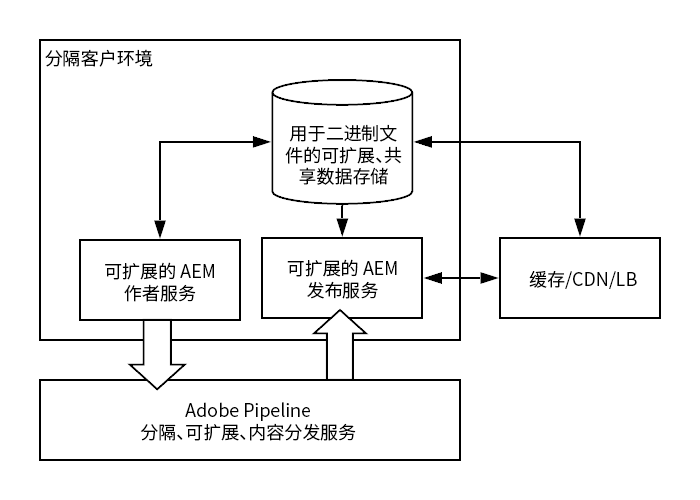 分隔客户环境
用于二进制文
件的可扩展、共
享数据存储
可扩展的 AEM
作者服务
可扩展的 AEM
发布服务
缓存/CDN/LB
Adobe Pipeline
分隔、可扩展、内容分发服务